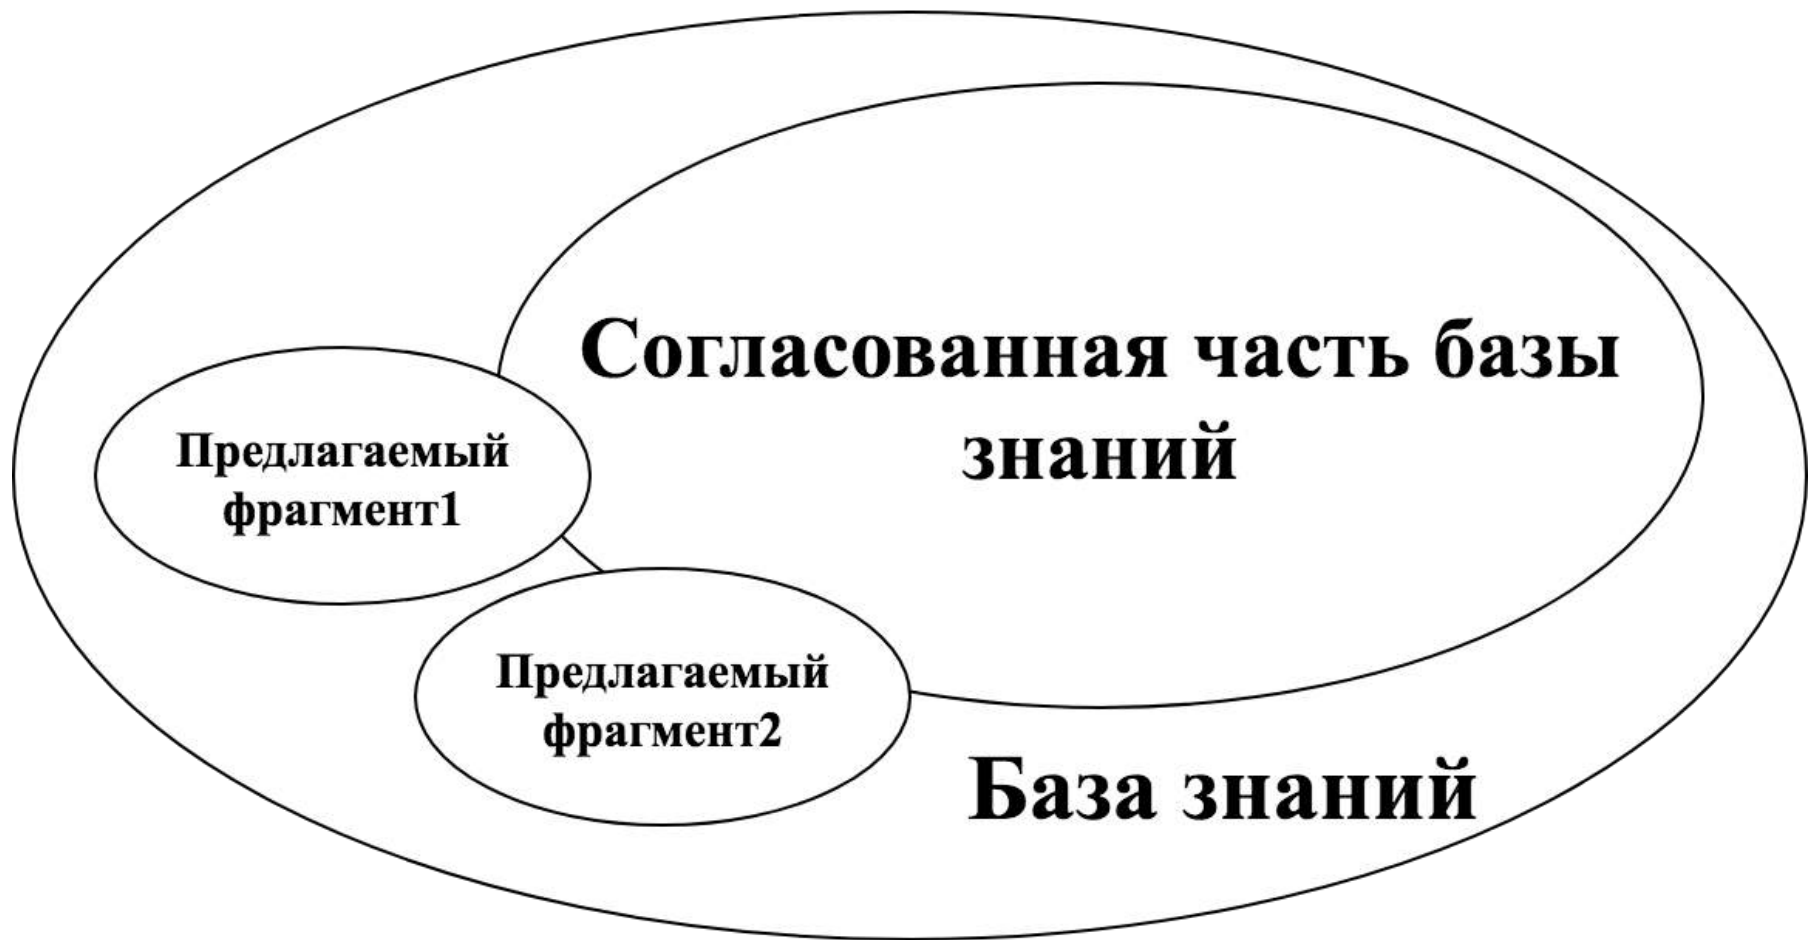 Согласованная часть базы
знаний
Предлагаемый
фрагмент1
Предлагаемый
фрагмент2
База знаний